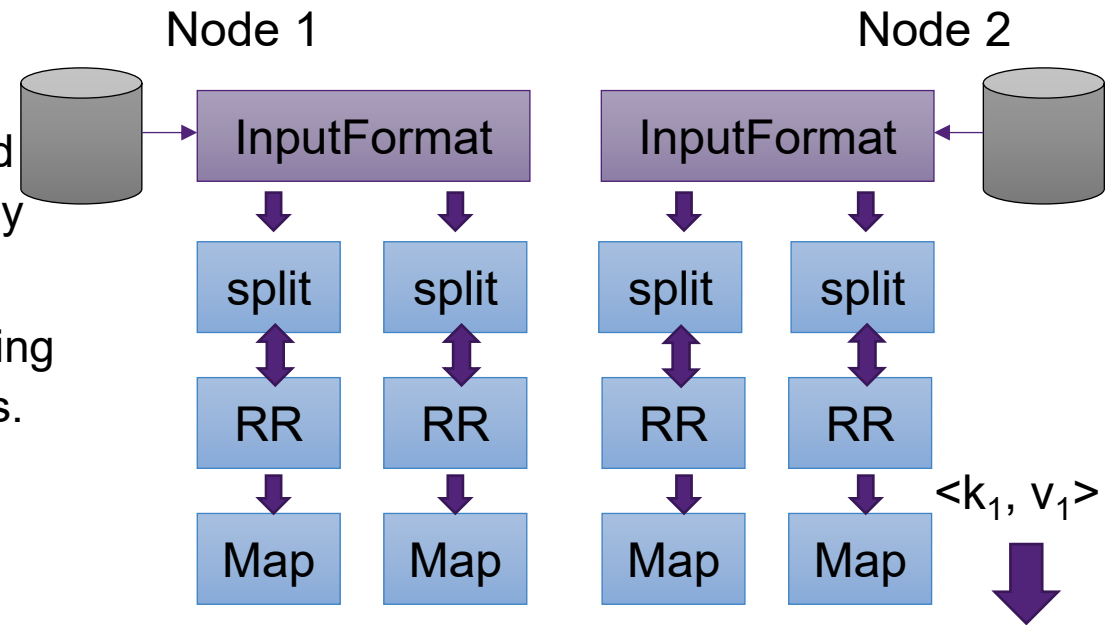 Node 1 Node 2
InputFormat InputFormat
d
y
split split split split
ing
s.
RR RR RR RR
<k₁, v₁>
Map Map Map Map